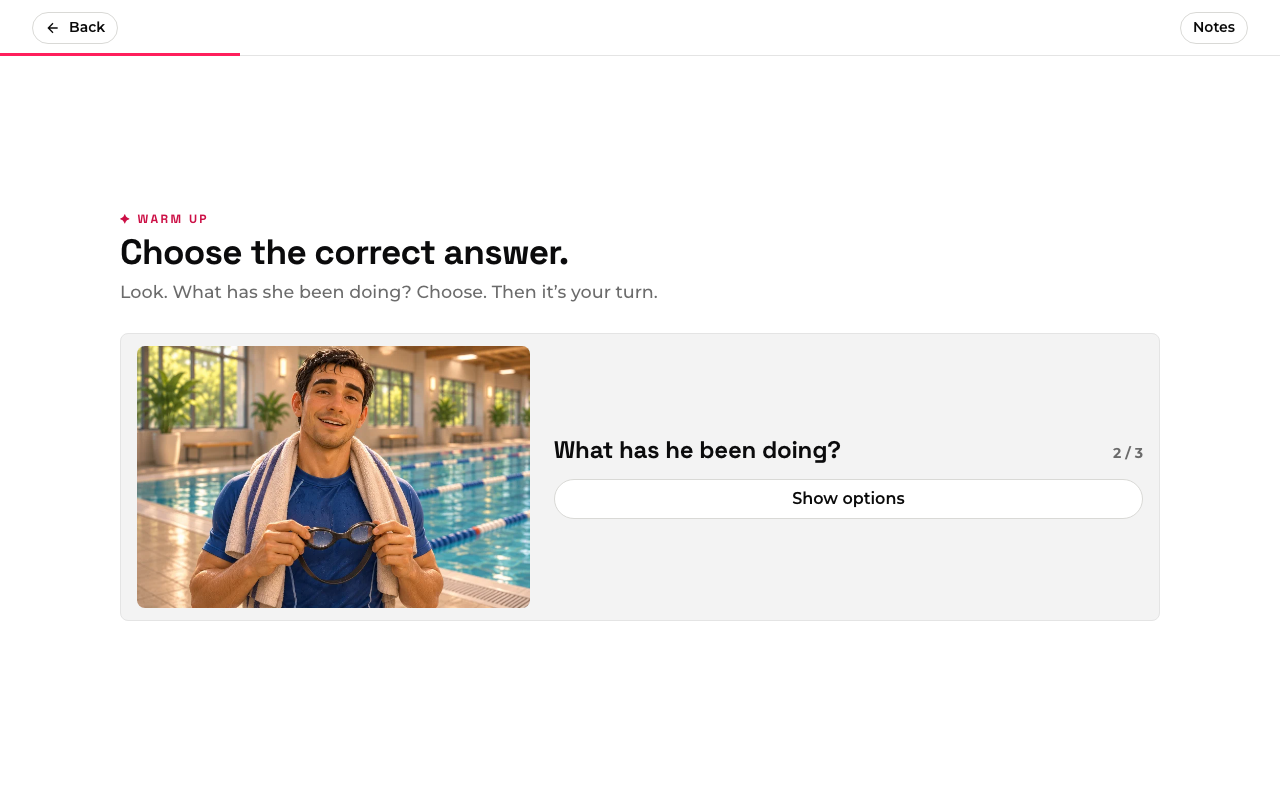 Back
Notes
WARM UP
Choose the correct answer.
Look. What has she been doing? Choose. Then it’s your turn.
What has he been doing?
2 / 3
Show options